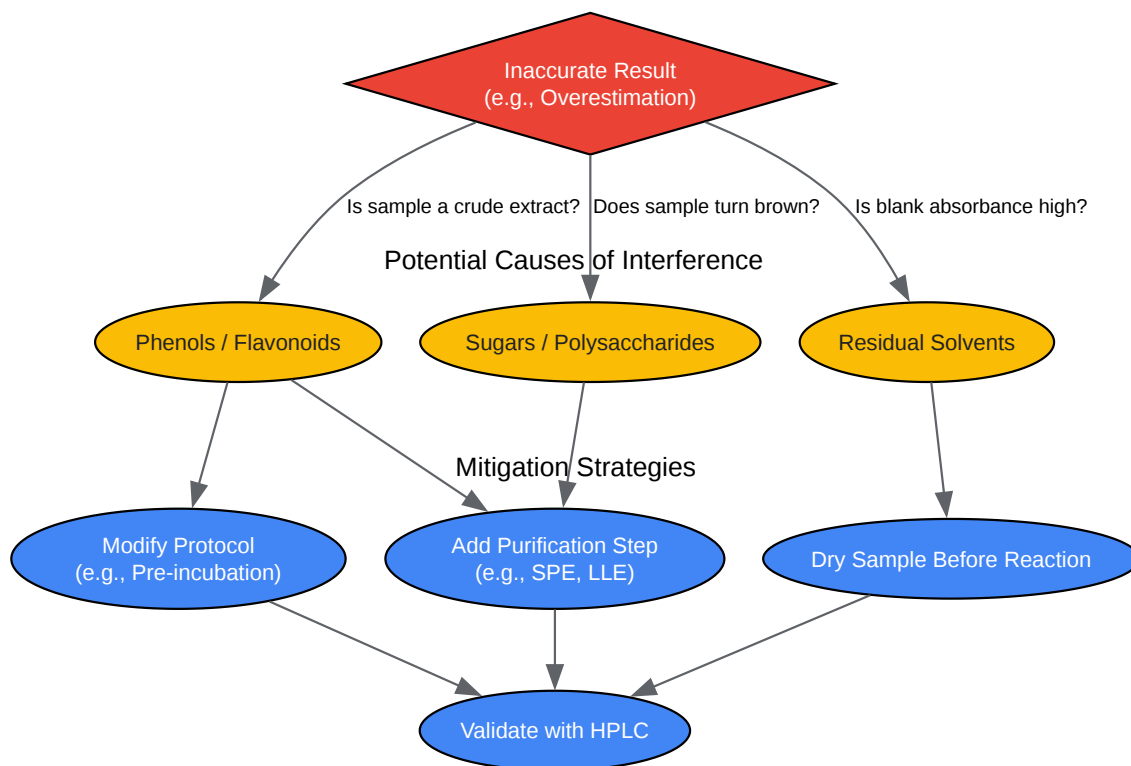 Inaccurate Result
(e.g., Overestimation)
Is sample a crude extract?
Does sample turn brown?
Is blank absorbance high?
Potential Causes of Interference
Phenols / Flavonoids
Sugars / Polysaccharides
Residual Solvents
Mitigation Strategies
Modify Protocol
(e.g., Pre-incubation)
Add Purification Step
(e.g., SPE, LLE)
Dry Sample Before Reaction
Validate with HPLC